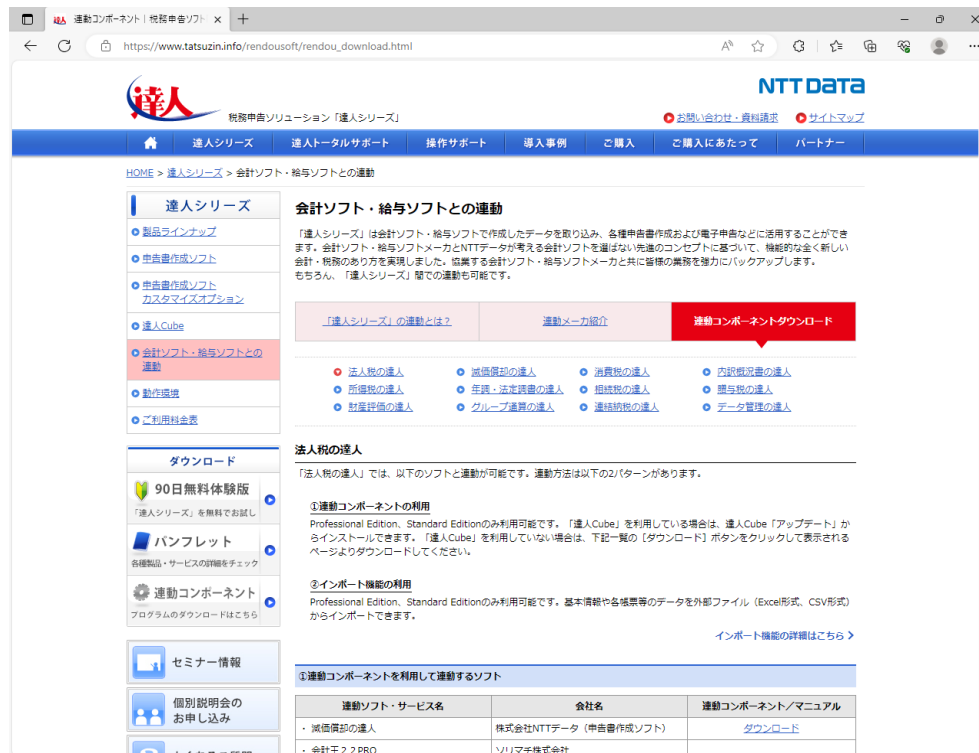 連動コンポーネント｜税務申告ソフト
https://www.tatsuzin.info/rendousoft/rendou_download.html
達人
税務申告ソリューション「達人シリーズ」
NTT DATA
お問い合わせ・資料請求 サイトマップ
達人シリーズ 達人トータルサポート 操作サポート 導入事例 ご購入 ご購入にあたって パートナー
HOME > 達人シリーズ > 会計ソフト・給与ソフトとの連動
達人シリーズ
製品ラインナップ
申告書作成ソフト
申告書作成ソフト
カスタマイズオプション
達人Cube
会計ソフト・給与ソフトとの
連動
動作環境
ご利用料金表
ダウンロード
90日無料体験版
「達人シリーズ」を無料でお試し
パンフレット
各種製品・サービスの詳細をチェック
連動コンポーネント
プログラムのダウンロードはこちら
セミナー情報
個別説明会の
お申し込み
会計ソフト・給与ソフトとの連動
「達人シリーズ」は会計ソフト・給与ソフトで作成したデータを取り込み、各種申告書作成および電子申告などに活用することができ
ます。会計ソフト・給与ソフトメーカとNTTデータが考える会計ソフトを選ばない先進のコンセプトに基づいて、機能的な全く新しい
会計・税務のあり方を実現しました。協業する会計ソフト・給与ソフトメーカと共に皆様の業務を強力にバックアップします。
もちろん、「達人シリーズ」間での連動も可能です。
「達人シリーズ」の連動とは？ 連動メーカ紹介 連動コンポーネントダウンロード
法人税の達人 減価償却の達人 消費税の達人 内訳概況書の達人
所得税の達人 年調・法定調書の達人 相続税の達人 贈与税の達人
財産評価の達人 グループ通算の達人 連結納税の達人 データ管理の達人
法人税の達人
「法人税の達人」では、以下のソフトと連動が可能です。連動方法は以下の2パターンがあります。
①連動コンポーネントの利用
Professional Edition、Standard Editionのみ利用可能です。「達人Cube」を利用している場合は、達人Cube「アップデート」か
らインストールできます。「達人Cube」を利用していない場合は、下記一覧の［ダウンロード］ボタンをクリックして表示される
ページよりダウンロードしてください。
②インポート機能の利用
Professional Edition、Standard Editionのみ利用可能です。基本情報や各帳票等のデータを外部ファイル（Excel形式、CSV形式）
からインポートできます。
インポート機能の詳細はこちら
①連動コンポーネントを利用して連動するソフト
連動ソフト・サービス名 会社名 連動コンポーネント／マニュアル
・ 減価償却の達人 株式会社NTTデータ（申告書作成ソフト） ダウンロード
・ 会計王２２PRO ソリマチ株式会社